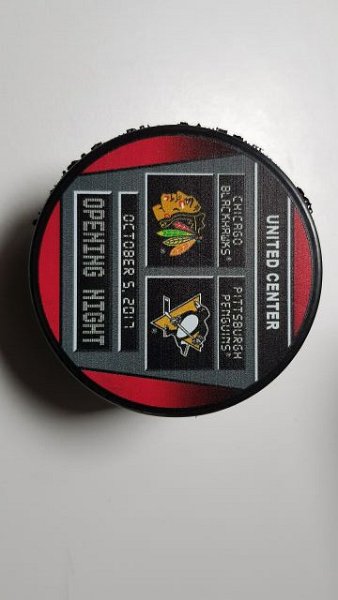 UNITED CENTER
CHICAGO
BLACKHAWKS®
PITTSBURGH
PENGUINS®
OCTOBER 5, 2017
OPENING NIGHT